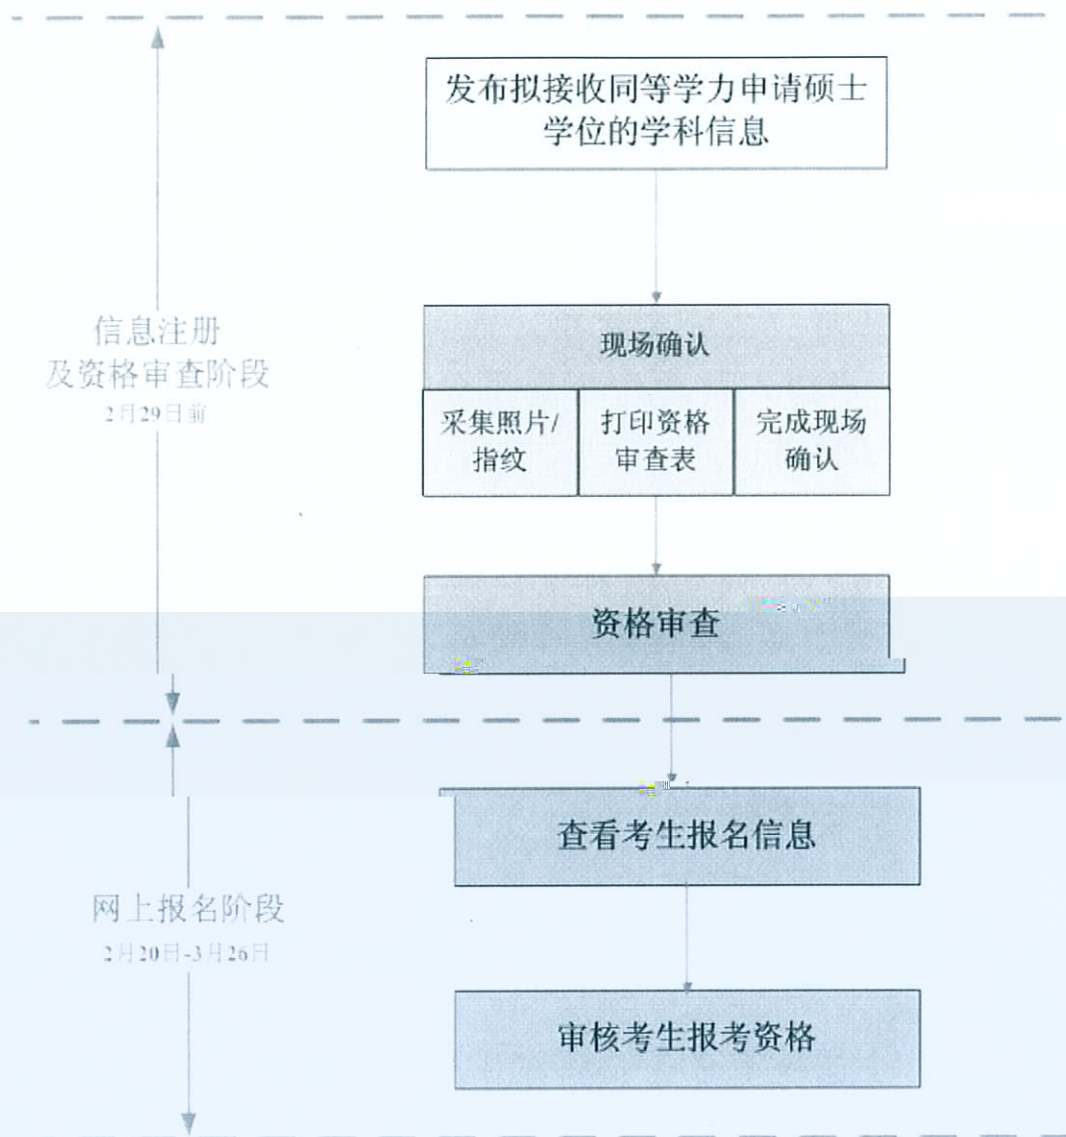 发布拟接收同等学力申请硕士
学位的学科信息
信息注册
及资格审查阶段
2月29日前
现场确认
采集照片/
指纹
打印资格
审查表
完成现场
确认
资格审查
查看考生报名信息
网上报名阶段
2月20日-3月26日
审核考生报考资格